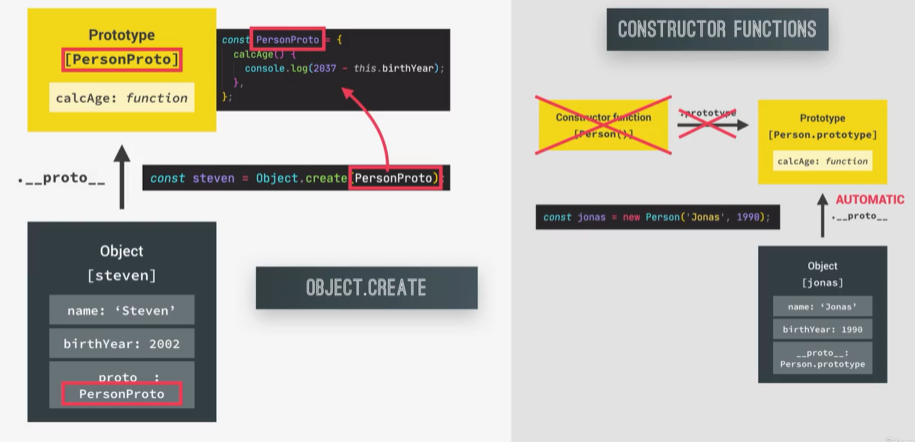 Prototype
[PersonProto]
calcAge: function
const PersonProto = {
calcAge() {
console.log(2037 - this.birthYear);
},
};
.__proto__
const steven = Object.create(PersonProto);
Object
[steven]
name: ‘Steven’
birthYear: 2002
__proto__:
PersonProto
OBJECT.CREATE
CONSTRUCTOR FUNCTIONS
Constructor function
[Person()]
.prototype
Prototype
[Person.prototype]
calcAge: function
AUTOMATIC
.__proto__
const jonas = new Person('Jonas', 1990);
Object
[jonas]
name: ‘Jonas’
birthYear: 1990
__proto__:
Person.prototype